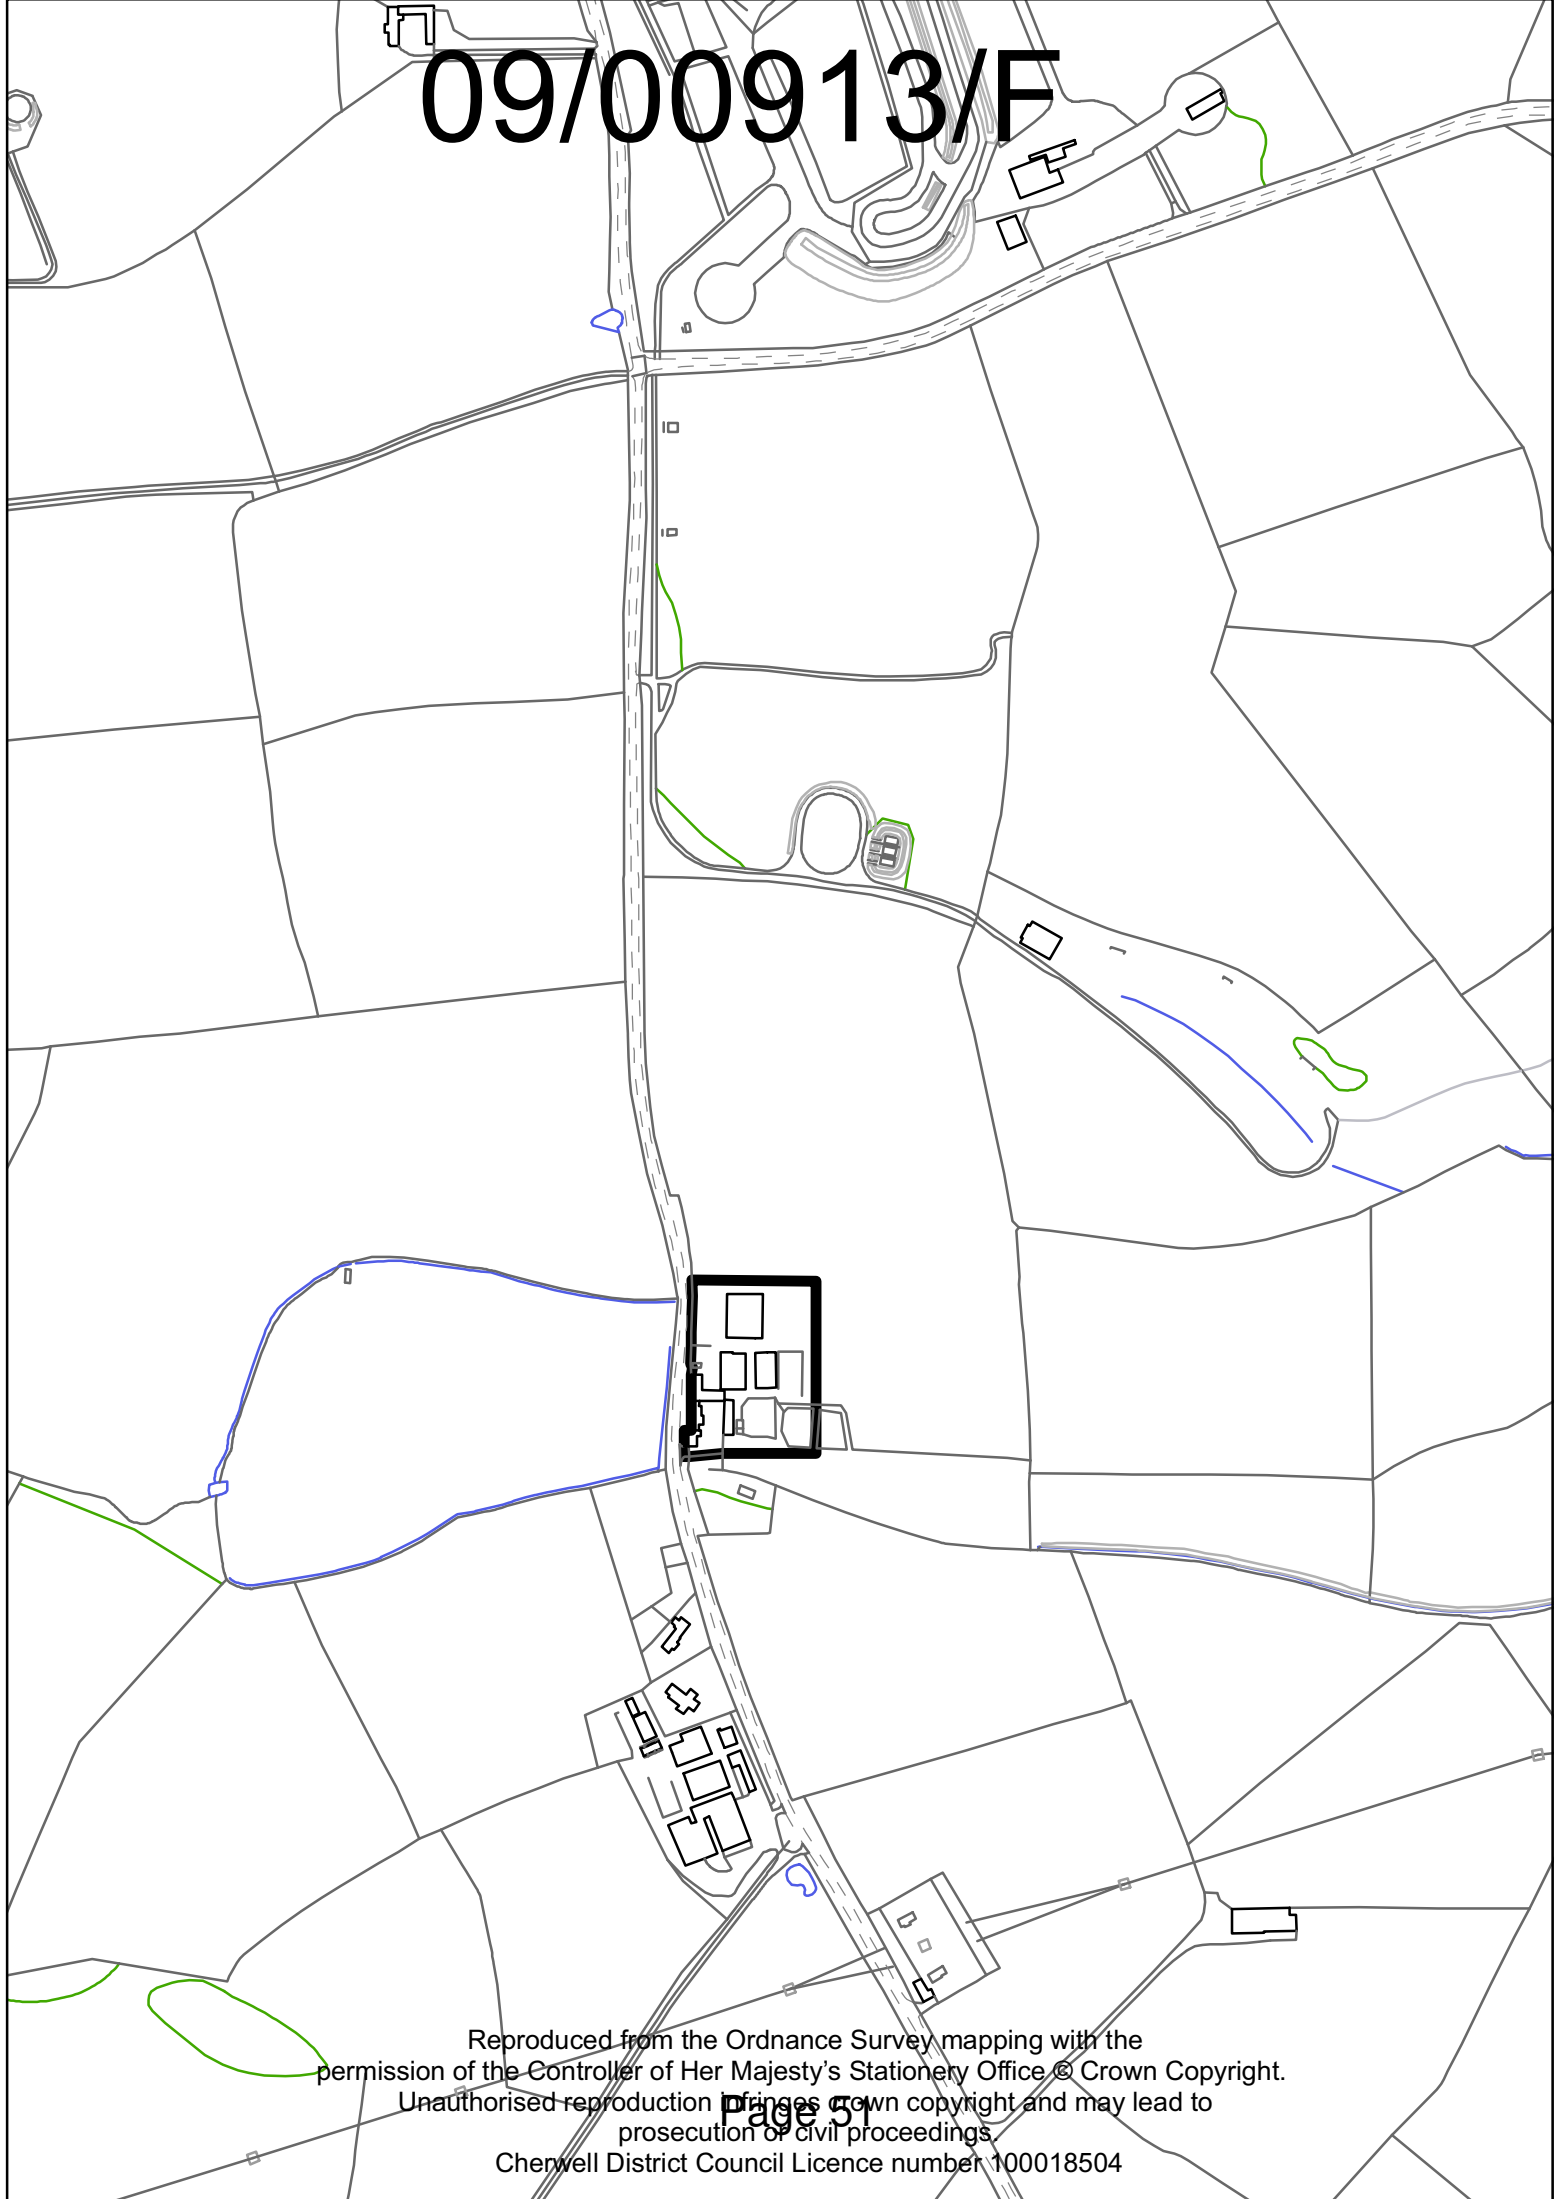 09/00913/F
Reproduced from the Ordnance Survey mapping with the
permission of the Controller of Her Majesty's Stationery Office © Crown Copyright.
Unauthorised reproduction infringes crown copyright and may lead to
Page 51
prosecution or civil proceedings.
Cherwell District Council Licence number 100018504